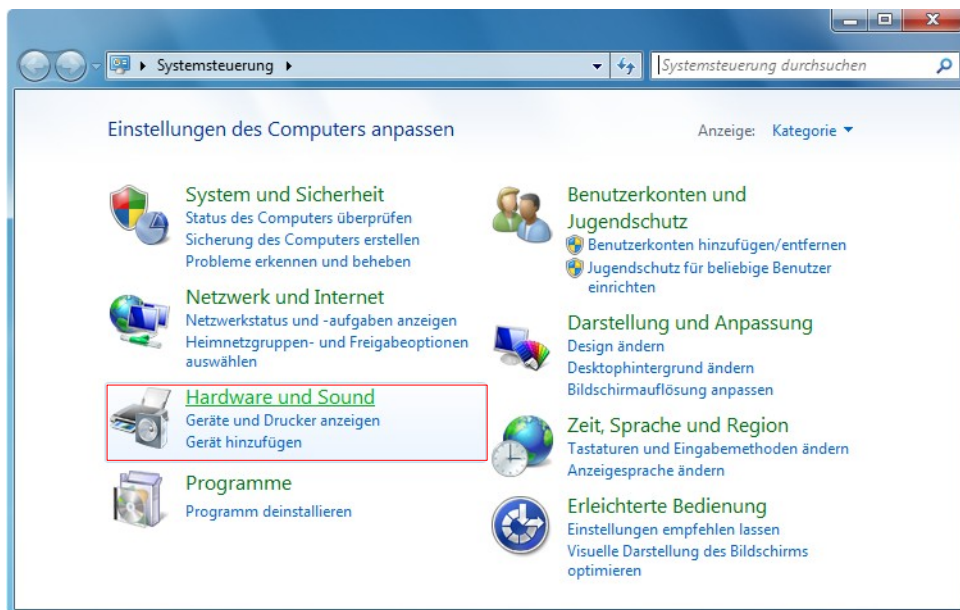 Systemsteuerung
Systemsteuerung durchsuchen
Einstellungen des Computers anpassen
Anzeige: Kategorie
System und Sicherheit
Status des Computers überprüfen
Sicherung des Computers erstellen
Probleme erkennen und beheben
Netzwerk und Internet
Netzwerkstatus und -aufgaben anzeigen
Heimnetzgruppen- und Freigabeoptionen
auswählen
Hardware und Sound
Geräte und Drucker anzeigen
Gerät hinzufügen
Programme
Programm deinstallieren
Benutzerkonten und
Jugendschutz
Benutzerkonten hinzufügen/entfernen
Jugendschutz für beliebige Benutzer
einrichten
Darstellung und Anpassung
Design ändern
Desktophintergrund ändern
Bildschirmauflösung anpassen
Zeit, Sprache und Region
Tastaturen und Eingabemethoden ändern
Anzeigesprache ändern
Erleichterte Bedienung
Einstellungen empfehlen lassen
Visuelle Darstellung des Bildschirms
optimieren